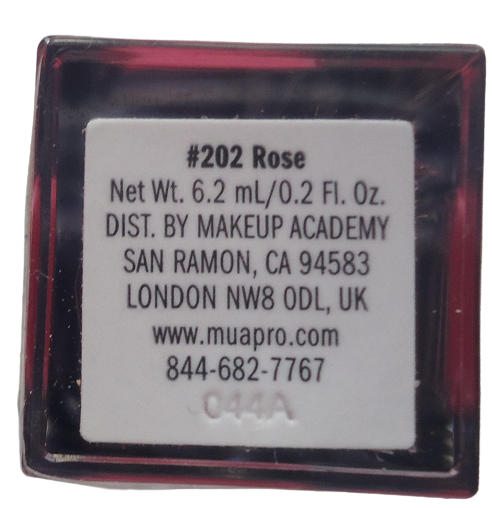 #202 Rose
Net Wt. 6.2 mL/0.2 Fl. Oz.
DIST. BY MAKEUP ACADEMY
SAN RAMON, CA 94583
LONDON NW8 0DL, UK
www.muapro.com
844-682-7767
044A